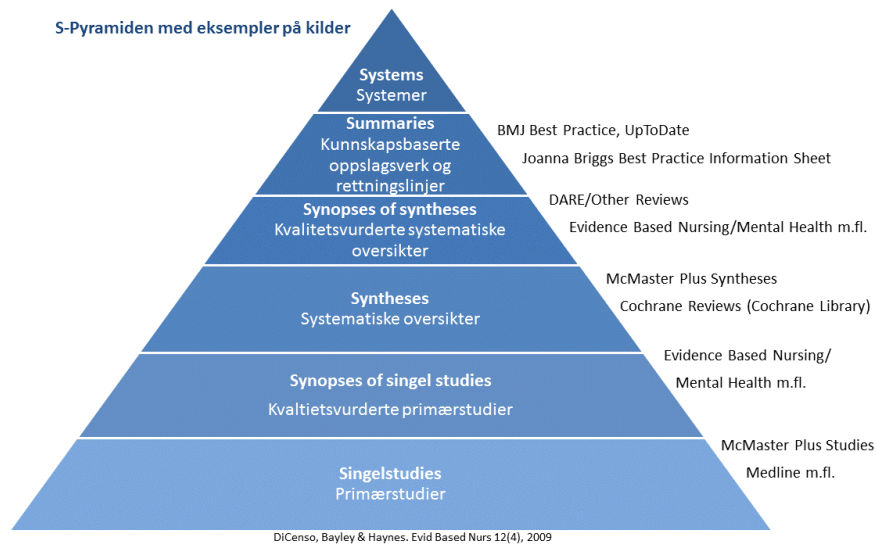 S-Pyramiden med eksempler på kilder
Systems
Systemer
Summaries
Kunnskapsbaserte
oppslagsverk og
rettningslinjer
BMJ Best Practice, UpToDate
Joanna Briggs Best Practice Information Sheet
Synopses of syntheses
Kvalitetsvurderte systematiske
oversikter
DARE/Other Reviews
Evidence Based Nursing/Mental Health m.fl.
Syntheses
Systematiske oversikter
McMaster Plus Syntheses
Cochrane Reviews (Cochrane Library)
Synopses of singel studies
Kvaltietsvurderte primærstudier
Evidence Based Nursing/
Mental Health m.fl.
Singelstudies
Primærstudier
McMaster Plus Studies
Medline m.fl.
DiCenso, Bayley & Haynes. Evid Based Nurs 12(4), 2009